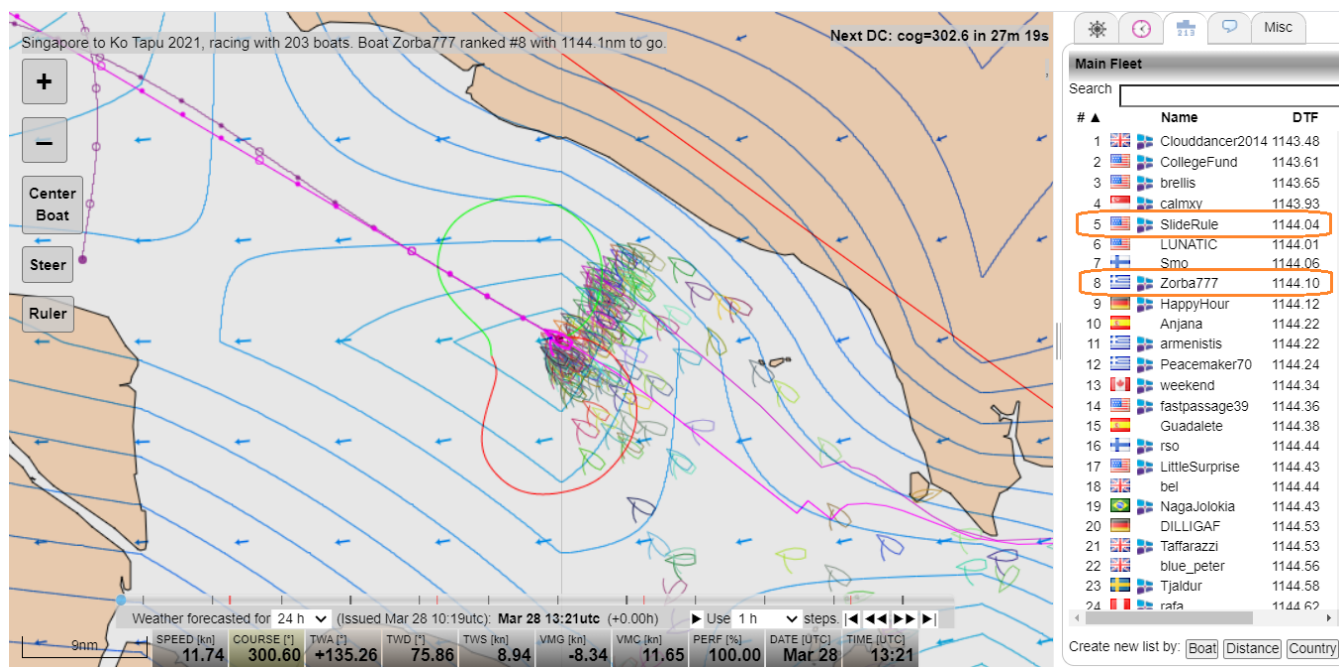 Singapore to Ko Tapu 2021, racing with 203 boats. Boat Zorba777 ranked #8 with 1144.1nm to go.
Next DC: cog=302.6 in 27m 19s
+
−
Center
Boat
Steer
Ruler
Weather forecasted for 24 h (Issued Mar 28 10:19utc) Mar 28 13:21utc (+0.00h) Use 1 h steps.
9nm
SPEED [kn] COURSE [°] TWA [°] TWD [°] TWS [kn] VMG [kn] VMC [kn] PERF [%] DATE [UTC] TIME [UTC]
11.74 300.60 +135.26 75.86 8.94 -8.34 11.65 100.00 Mar 28 13:21
213 Misc
Main Fleet
Search
# ▲ Name DTF
1 Clouddancer2014 1143.48
2 CollegeFund 1143.61
3 brellis 1143.65
4 calmxy 1143.93
5 SlideRule 1144.04
6 LUNATIC 1144.01
7 Smo 1144.06
8 Zorba777 1144.10
9 HappyHour 1144.12
10 Anjana 1144.22
11 armenistis 1144.22
12 Peacemaker70 1144.24
13 weekend 1144.34
14 fastpassage39 1144.36
15 Guadalete 1144.38
16 rso 1144.44
17 LittleSurprise 1144.43
18 bel 1144.44
19 NagaJolokia 1144.43
20 DILLIGAF 1144.53
21 Taffarazzi 1144.53
22 blue_peter 1144.56
23 Tjaldur 1144.58
24 rafa 1144.62
Create new list by: Boat Distance Country